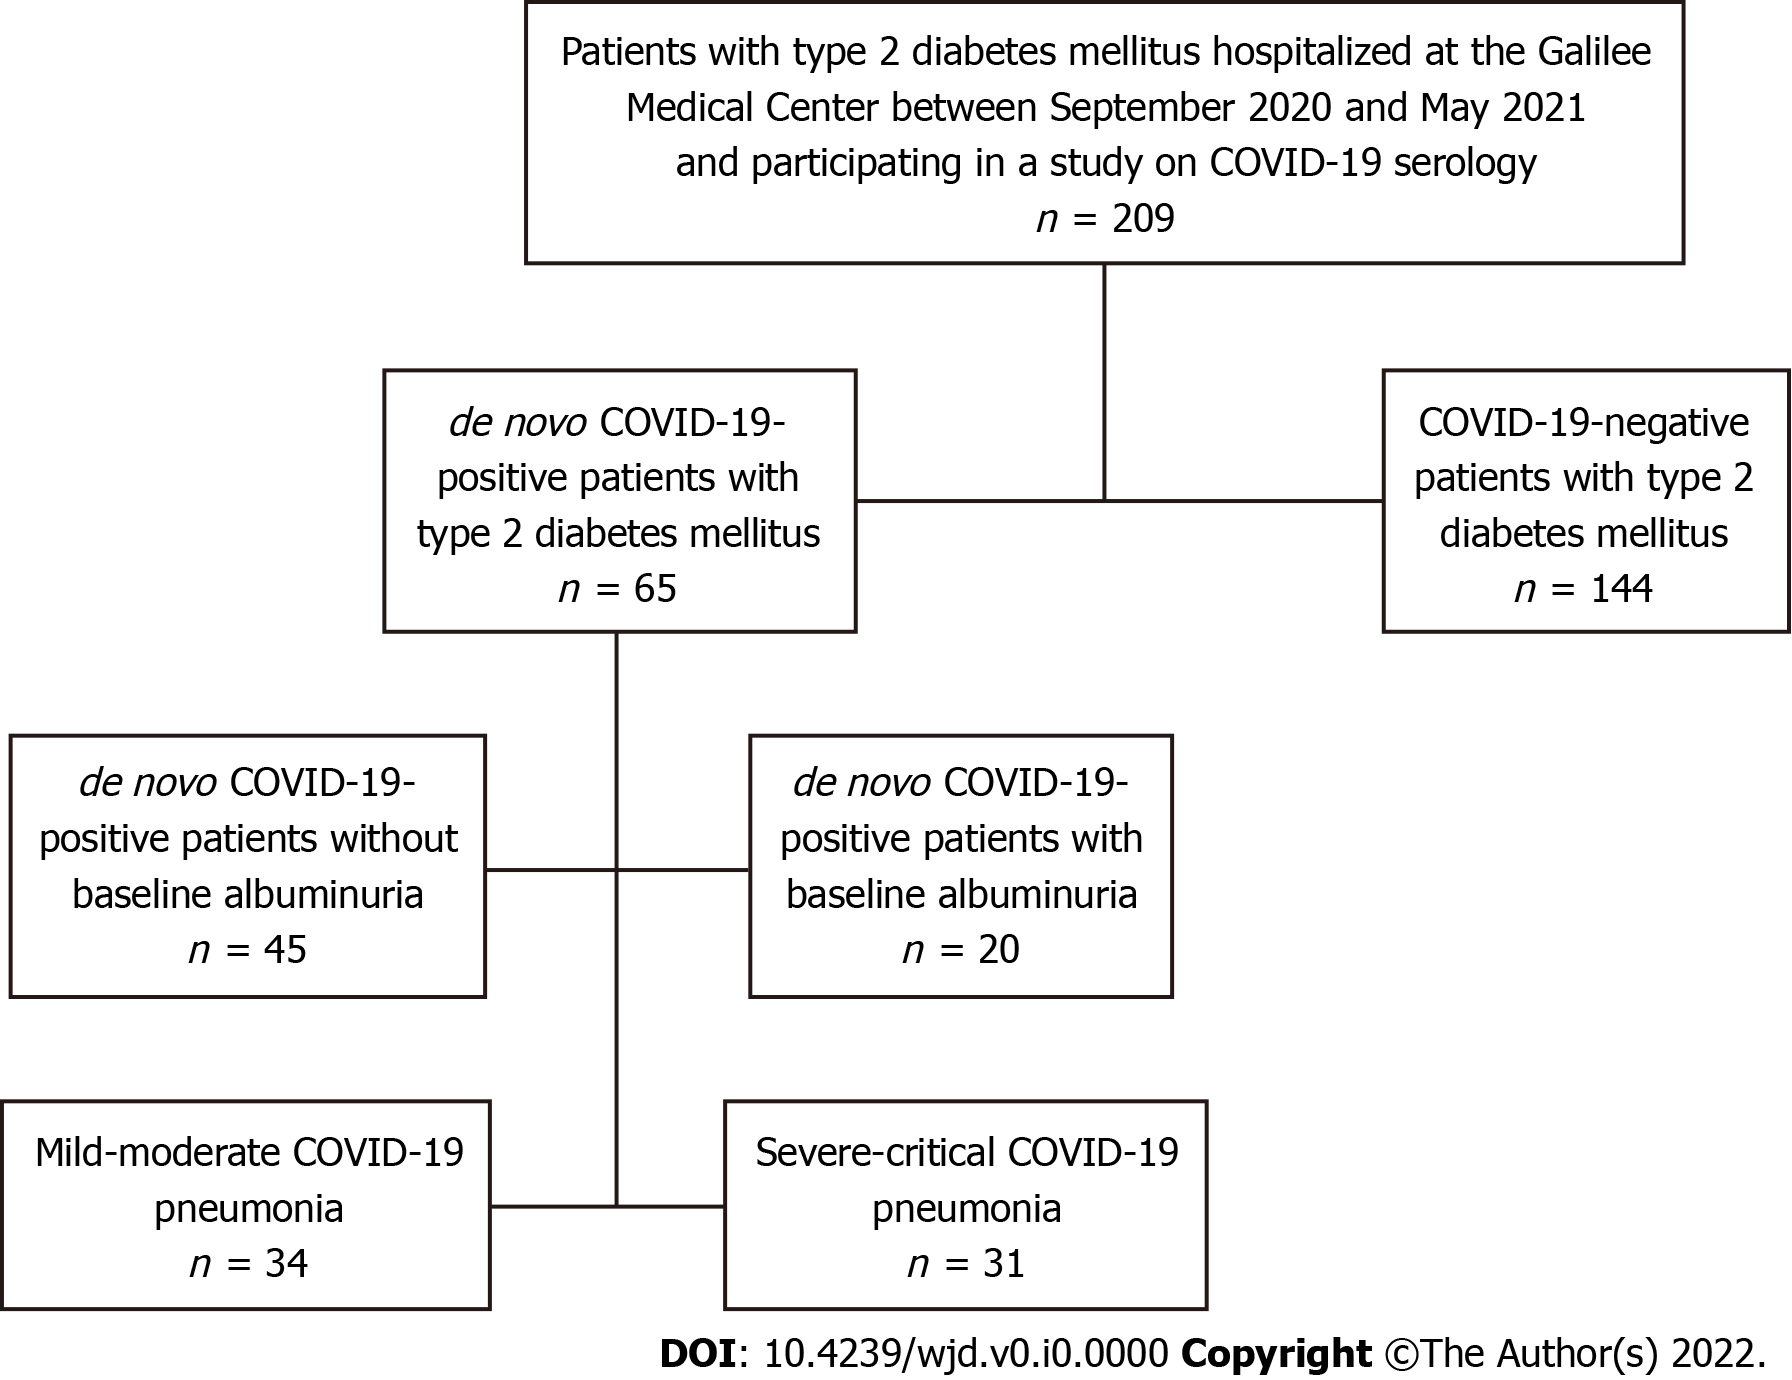 Patients with type 2 diabetes mellitus hospitalized at the Galilee
Medical Center between September 2020 and May 2021
and participating in a study on COVID-19 serology
n = 209
de novo COVID-19-
positive patients with
type 2 diabetes mellitus
n = 65
COVID-19-negative
patients with type 2
diabetes mellitus
n = 144
de novo COVID-19-
positive patients without
baseline albuminuria
n = 45
de novo COVID-19-
positive patients with
baseline albuminuria
n = 20
Mild-moderate COVID-19
pneumonia
n = 34
Severe-critical COVID-19
pneumonia
n = 31
DOI: 10.4239/wjd.v0.i0.0000 Copyright ©The Author(s) 2022.